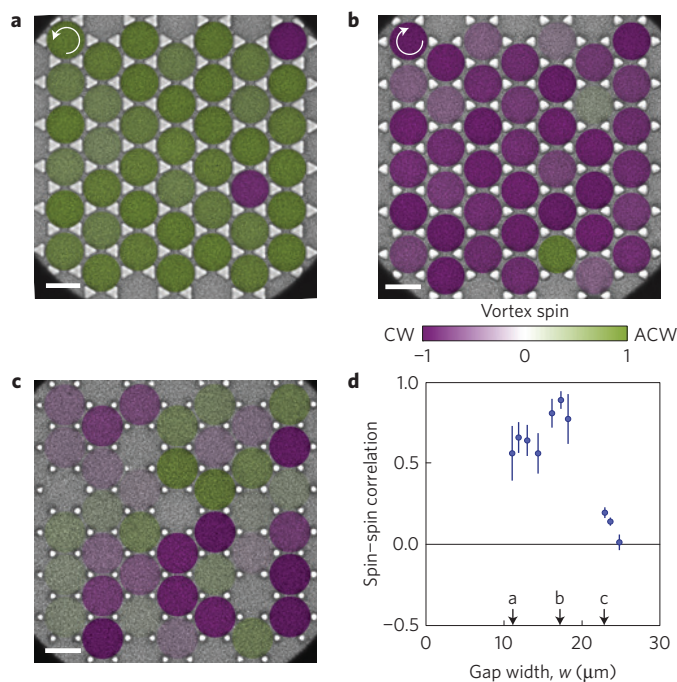 a
b
Vortex spin
CW
ACW
−1
0
1
c
d
1.0
0.5
0.0
−0.5
Spin–spin correlation
a
b
c
0
10
20
30
Gap width, w (μm)